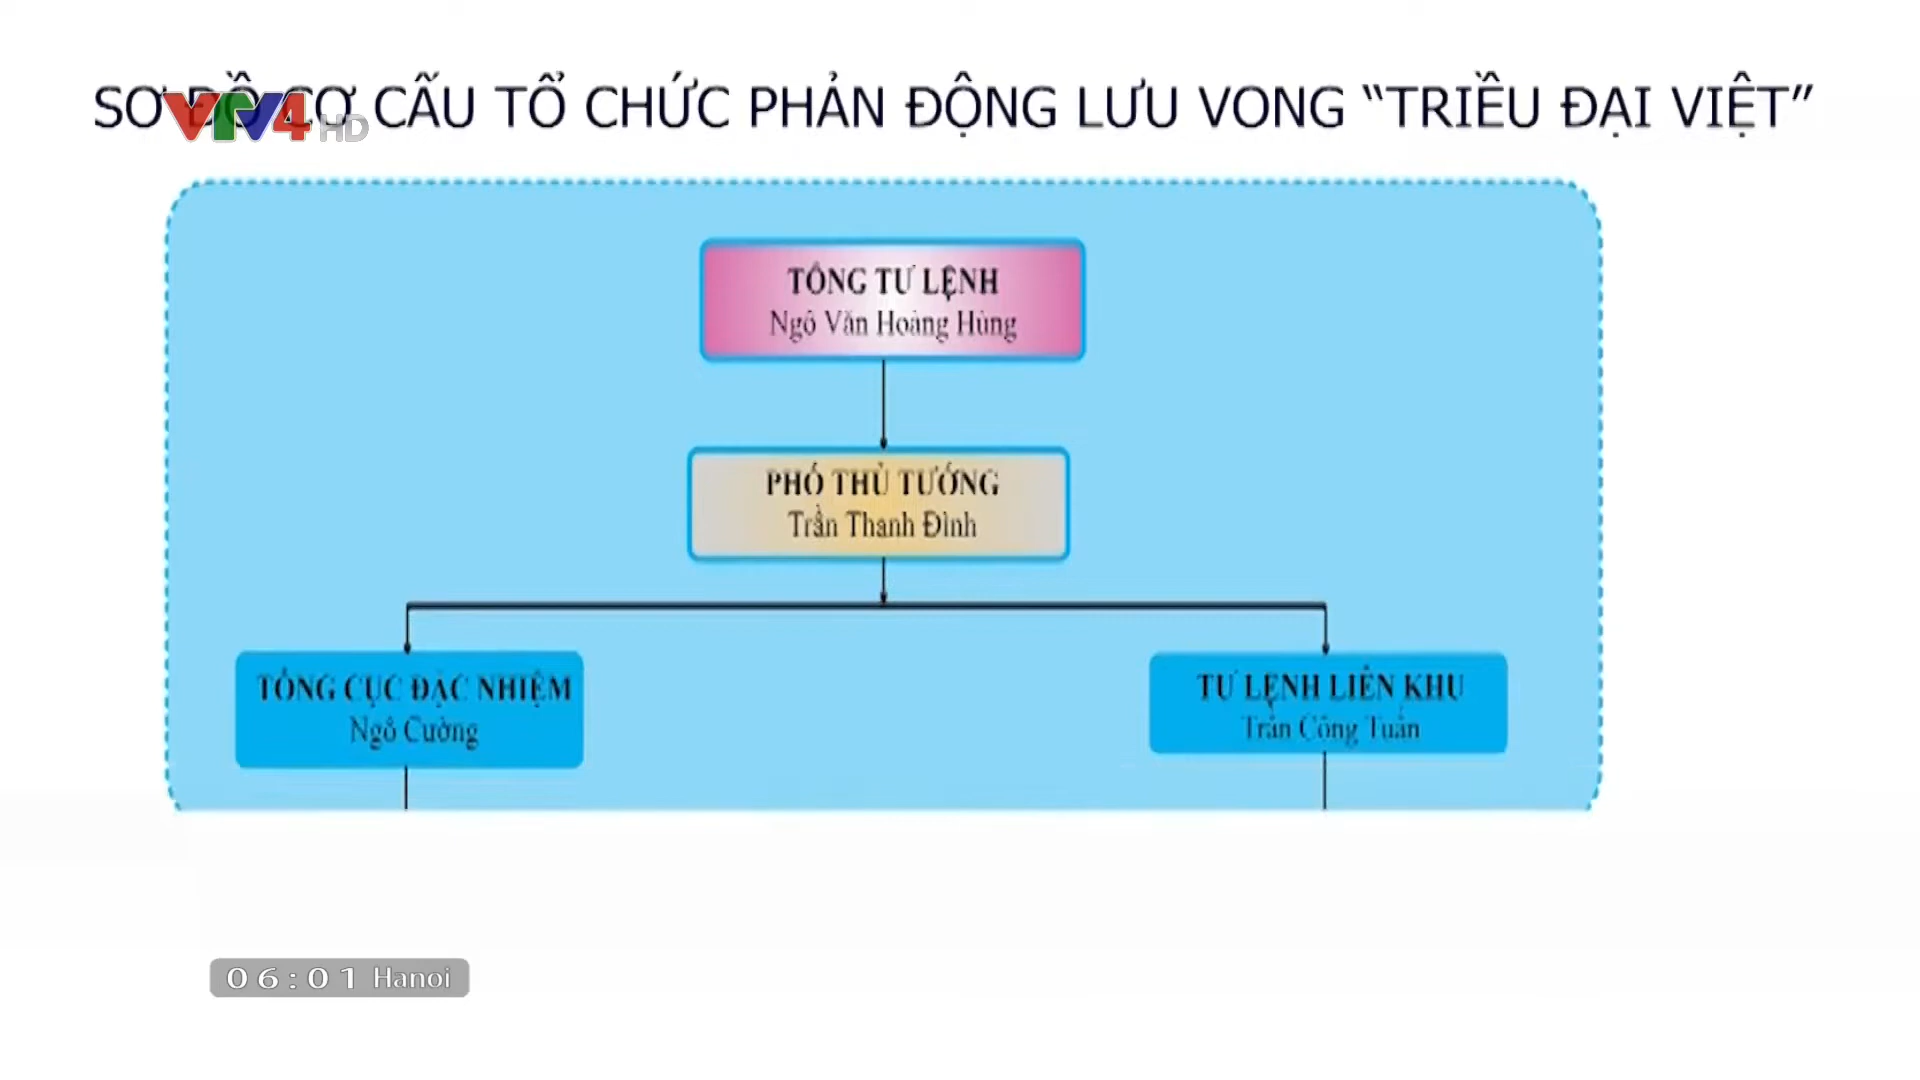 SƠ ĐỒ CƠ CẤU TỔ CHỨC PHẢN ĐỘNG LƯU VONG “TRIỀU ĐẠI VIỆT”
VTV4 HD
TỔNG TƯ LỆNH
Ngô Văn Hoàng Hùng
PHÓ THỦ TƯỚNG
Trần Thanh Đình
TỔNG CỤC ĐẶC NHIỆM
Ngô Cường
TƯ LỆNH LIÊN KHU
Trần Công Tuấn
06:01 Hanoi